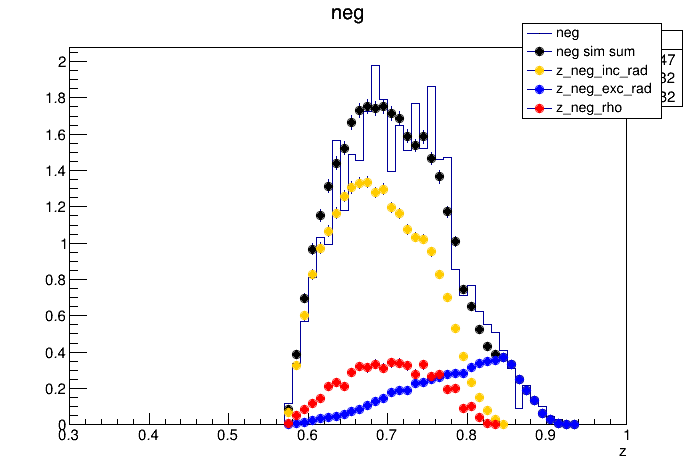 neg
neg
neg sim sum
z_neg_inc_rad
z_neg_exc_rad
z_neg_rho
47
32
32
2
1.8
1.6
1.4
1.2
1
0.8
0.6
0.4
0.2
0
0.3 0.4 0.5 0.6 0.7 0.8 0.9 1
z